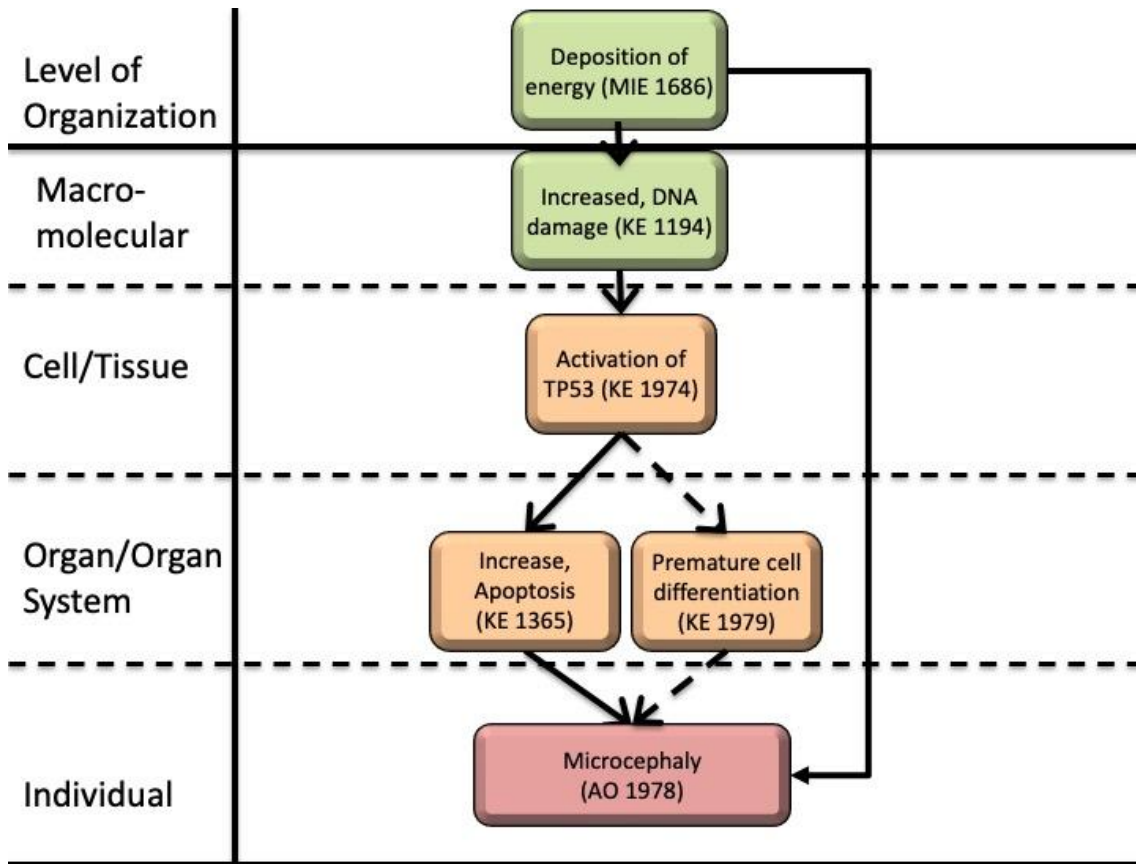 Level of
Organization
Deposition of
energy (MIE 1686)
Macro-
molecular
Increased, DNA
damage (KE 1194)
Cell/Tissue
Activation of
TP53 (KE 1974)
Organ/Organ
System
Increase,
Apoptosis
(KE 1365)
Premature cell
differentiation
(KE 1979)
Individual
Microcephaly
(AO 1978)